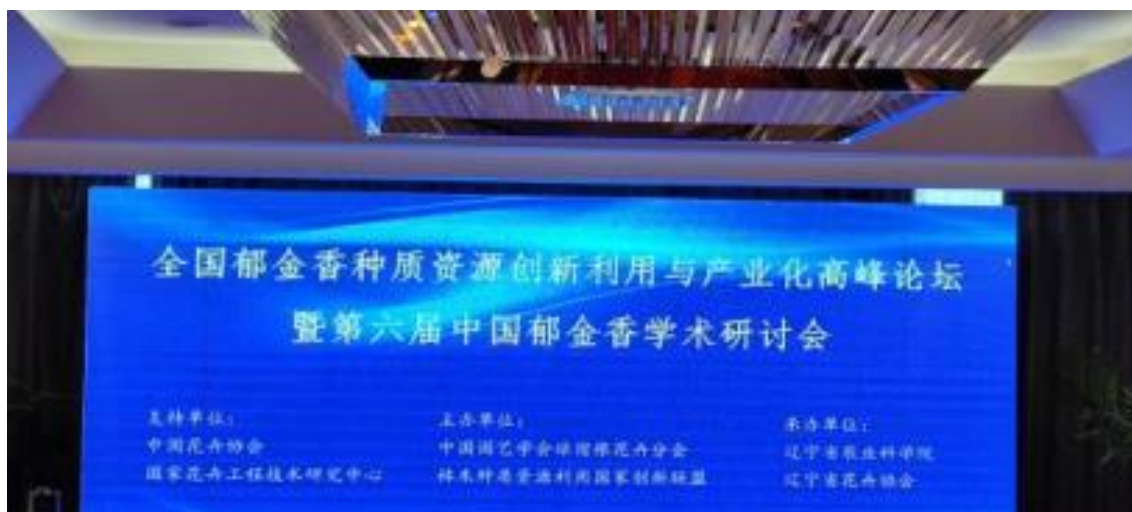 全国郁金香种质资源创新利用与产业化高峰论坛
暨第六届中国郁金香学术研讨会
支持单位：
中国花卉协会
国家花卉工程技术研究中心
主办单位：
中国园艺学会球宿根花卉分会
林木种质资源利用国家创新联盟
承办单位：
辽宁省农业科学院
辽宁省花卉协会